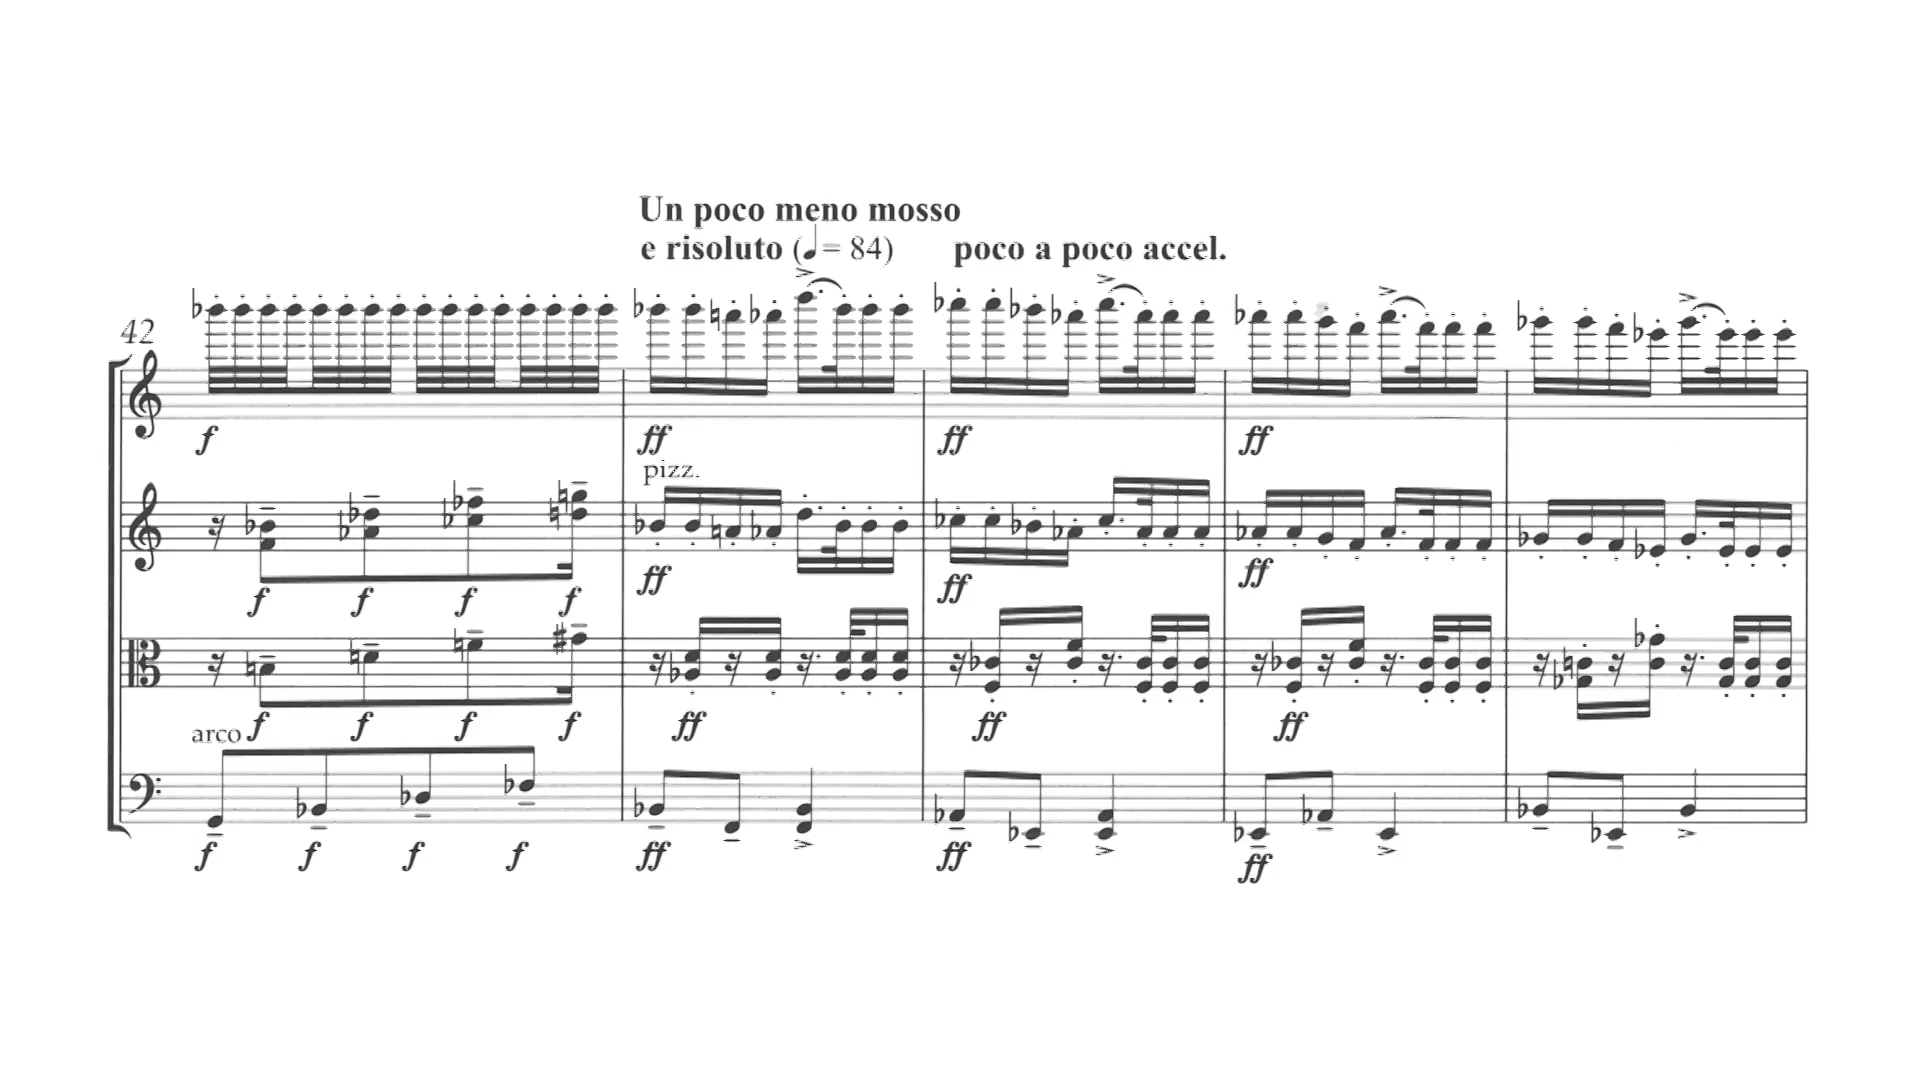 Un poco meno mosso
e risoluto (♩= 84) poco a poco accel.
42
f ff ff ff
pizz.
f f f f ff ff ff
f f f f ff ff ff
arco
f f f f ff ff ff